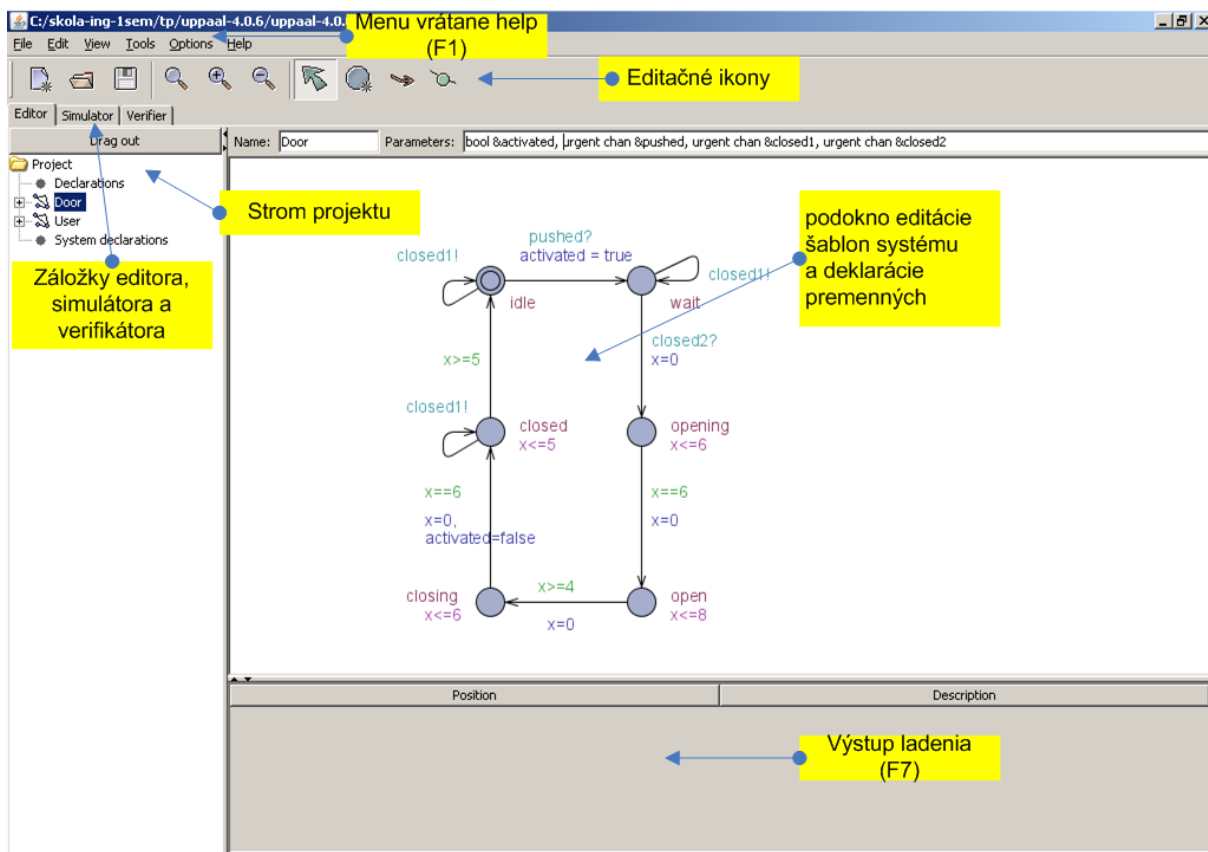 C:/skola-ing-1sem/tp/uppaal-4.0.6/uppaal-4.0.
Menu vrátane help
(F1)
File Edit View Tools Options Help
Editačné ikony
Editor Simulator Verifier
Drag out
Name: Door Parameters: bool &activated, urgent chan &pushed, urgent chan &closed1, urgent chan &closed2
Project
Declarations
Door
User
System declarations
Strom projektu
Záložky editora,
simulátora a
verifikátora
podokno editácie
šablon systému
a deklarácie
premenných
pushed?
activated = true
closed1!
closed1!
idle
wait
closed2?
x=0
x>=5
closed1!
closed
x<=5
opening
x<=6
x==6
x=0,
activated=false
x==6
x=0
closing
x<=6
x>=4
x=0
open
x<=8
Position Description
Výstup ladenia
(F7)